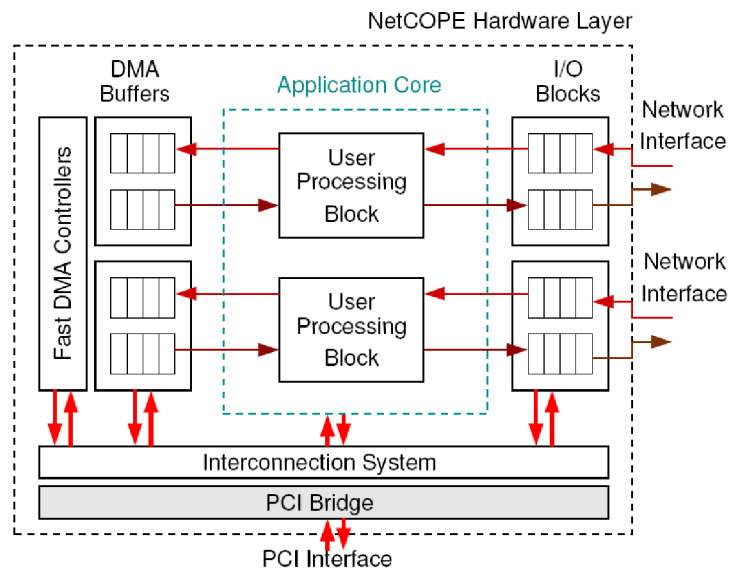 NetCOPE Hardware Layer
DMA
Buffers
Application Core
I/O
Blocks
Network
Interface
User
Processing
Block
Network
Interface
User
Processing
Block
Fast DMA Controllers
Interconnection System
PCI Bridge
PCI Interface